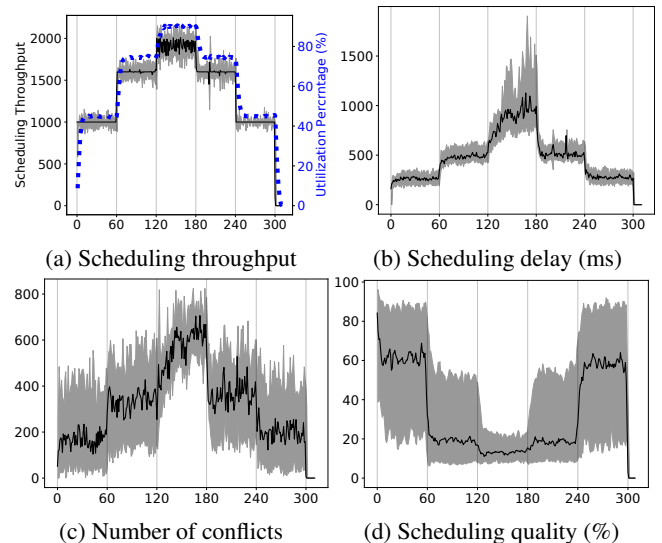 Scheduling Throughput
2000
1500
1000
500
0
80
60
40
20
0
Utlilization Percrntage (%)
0 60 120 180 240 300
(a) Scheduling throughput
1500
1000
500
0
0 60 120 180 240 300
(b) Scheduling delay (ms)
800
600
400
200
0
0 60 120 180 240 300
(c) Number of conflicts
100
80
60
40
20
0
0 60 120 180 240 300
(d) Scheduling quality (%)